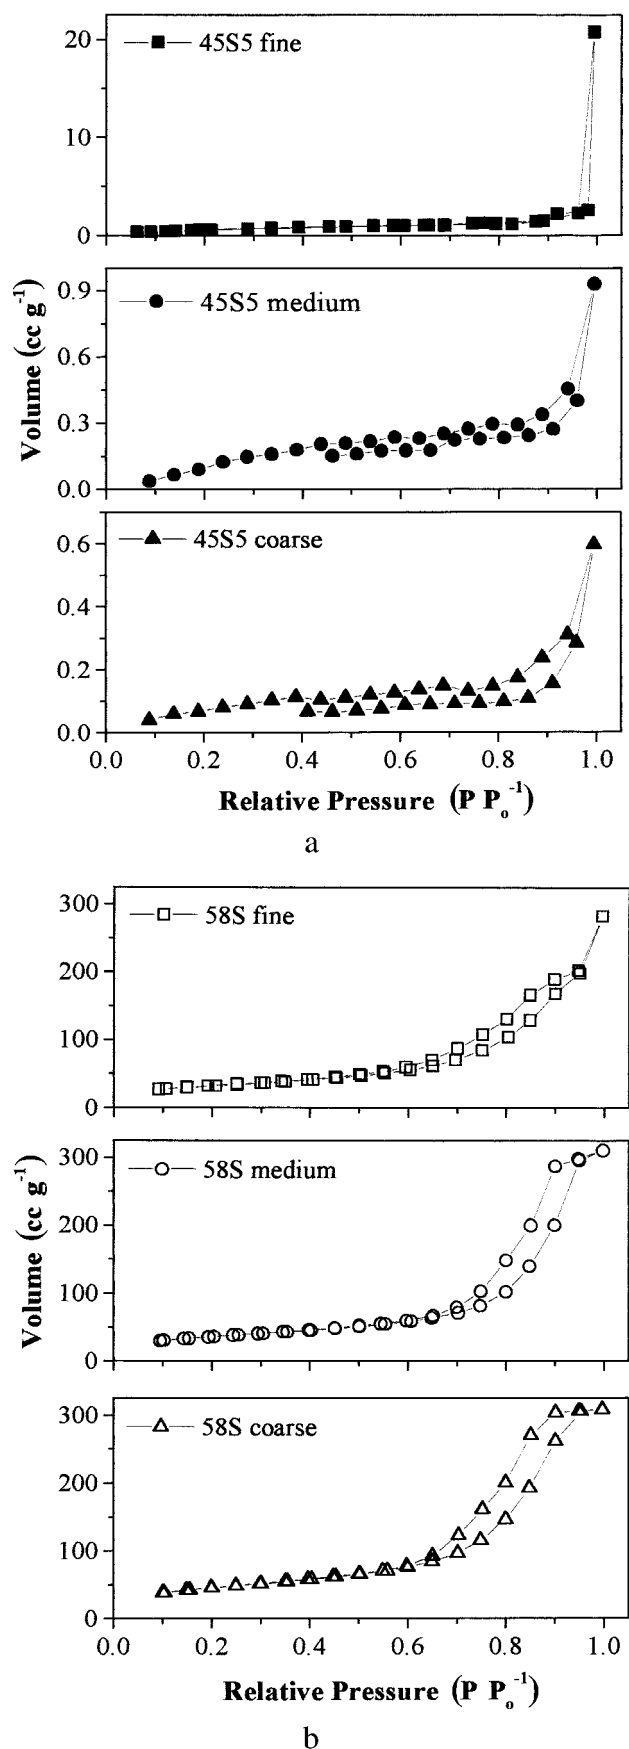 45S5 fine
20
10
0
45S5 medium
0.9
0.6
0.3
0.0
Volume (cc g⁻¹)
45S5 coarse
0.6
0.4
0.2
0.0
0.0 0.2 0.4 0.6 0.8 1.0
Relative Pressure (P Pₒ⁻¹)
a
58S fine
300
200
100
0
58S medium
300
200
100
0
Volume (cc g⁻¹)
58S coarse
300
200
100
0
0.0 0.2 0.4 0.6 0.8 1.0
Relative Pressure (P Pₒ⁻¹)
b